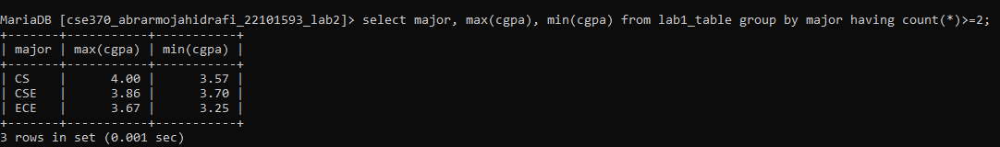 MariaDB [cse370_abrarmojahidrafi_22101593_lab2]> select major, max(cgpa), min(cgpa) from lab1_table group by major having count(*)>=2;
+-------+-----------+-----------+
| major | max(cgpa) | min(cgpa) |
+-------+-----------+-----------+
| CS    |      4.00 |      3.57 |
| CSE   |      3.86 |      3.70 |
| ECE   |      3.67 |      3.25 |
+-------+-----------+-----------+
3 rows in set (0.001 sec)